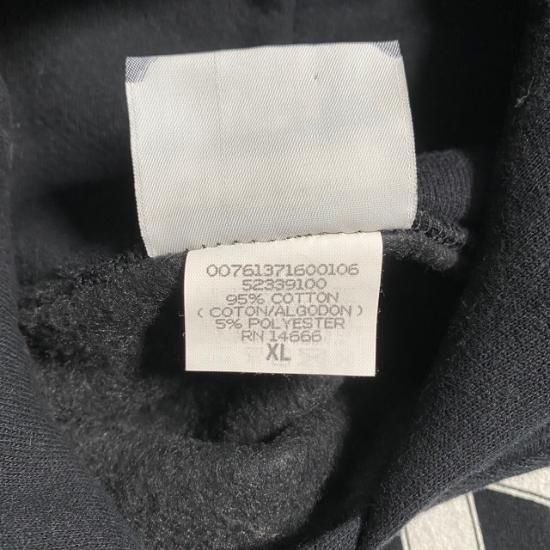 00761371600106
52339100
95% COTTON
(COTON/ALGODON)
5% POLYESTER
RN 14666
XL